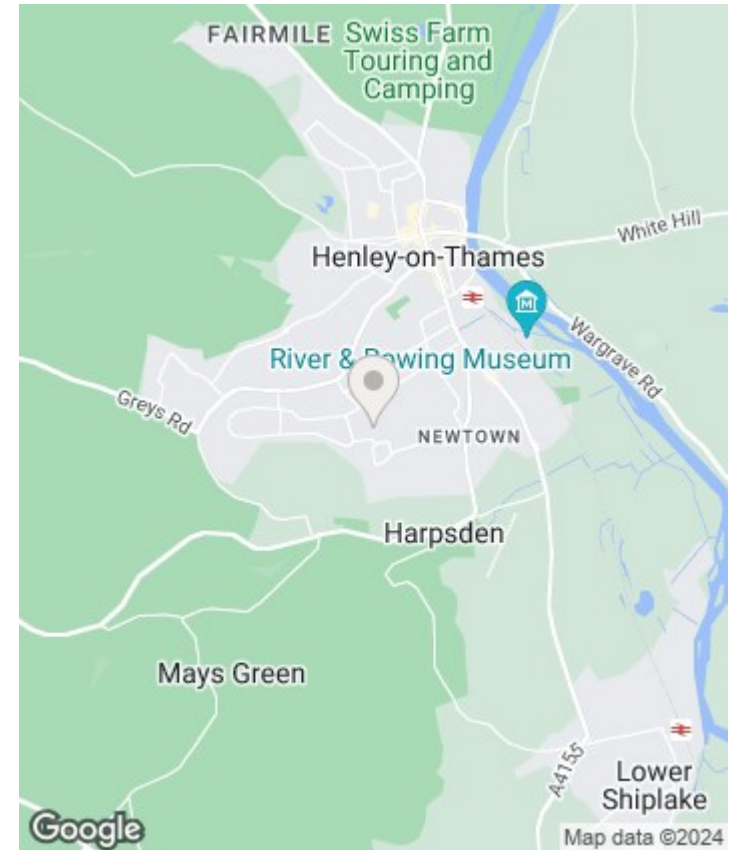 FAIRMILE
Swiss Farm
Touring and
Camping
White Hill
Henley-on-Thames
M
River & Rowing Museum
Wargrave Rd
Greys Rd
NEWTOWN
Harpsden
Mays Green
A4155
Lower
Shiplake
Google
Map data ©2024